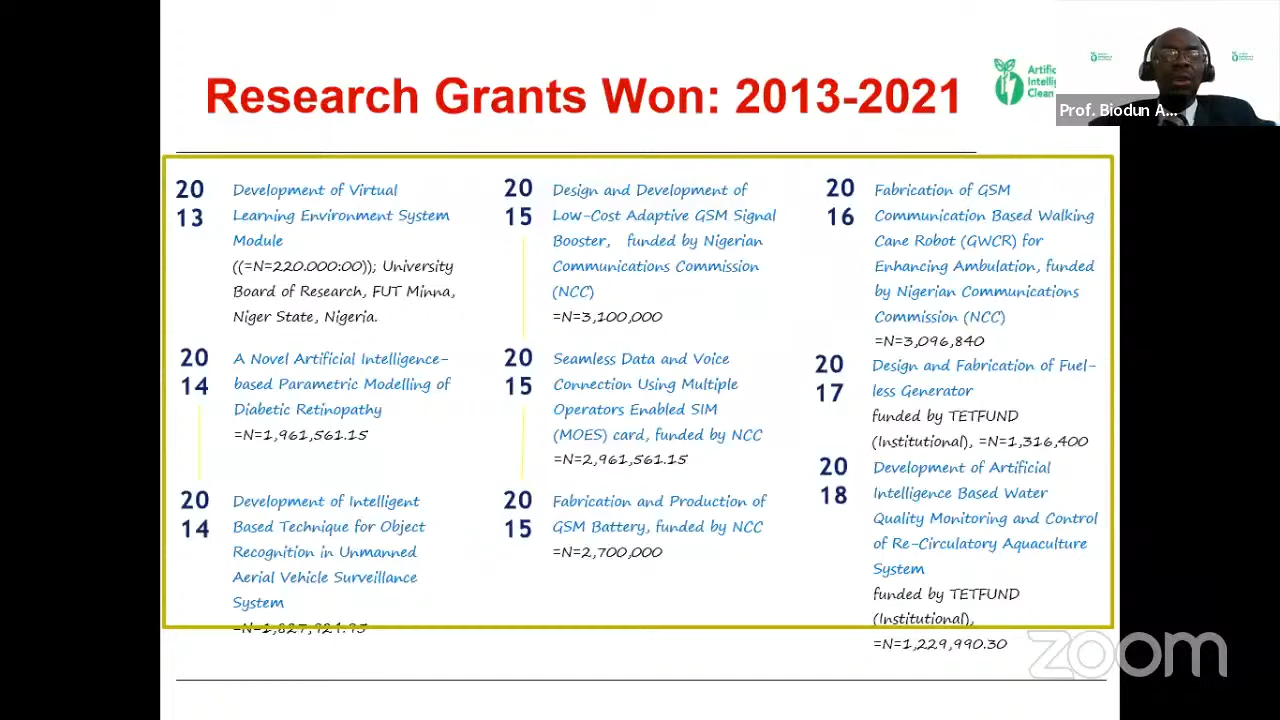 Research Grants Won: 2013-2021
Artific
Intellig
Clean
Prof. Biodun A...
20
13
Development of Virtual
Learning Environment System
Module
((=N=220.000:00)); University
Board of Research, FUT Minna,
Niger State, Nigeria.
20
14
A Novel Artificial Intelligence-
based Parametric Modelling of
Diabetic Retinopathy
=N=1,961,561.15
20
14
Development of Intelligent
Based Technique for Object
Recognition in Unmanned
Aerial Vehicle Surveillance
System
=N=1,827,921.93
20
15
Design and Development of
Low-Cost Adaptive GSM Signal
Booster, funded by Nigerian
Communications Commission
(NCC)
=N=3,100,000
20
15
Seamless Data and Voice
Connection Using Multiple
Operators Enabled SIM
(MOES) card, funded by NCC
=N=2,961,561.15
20
15
Fabrication and Production of
GSM Battery, funded by NCC
=N=2,700,000
20
16
Fabrication of GSM
Communication Based Walking
Cane Robot (GWCR) for
Enhancing Ambulation, funded
by Nigerian Communications
Commission (NCC)
=N=3,096,840
20
17
Design and Fabrication of Fuel-
less Generator
funded by TETFUND
(Institutional), =N=1,316,400
20
18
Development of Artificial
Intelligence Based Water
Quality Monitoring and Control
of Re-Circulatory Aquaculture
System
funded by TETFUND
(Institutional),
=N=1,229,990.30
zoom